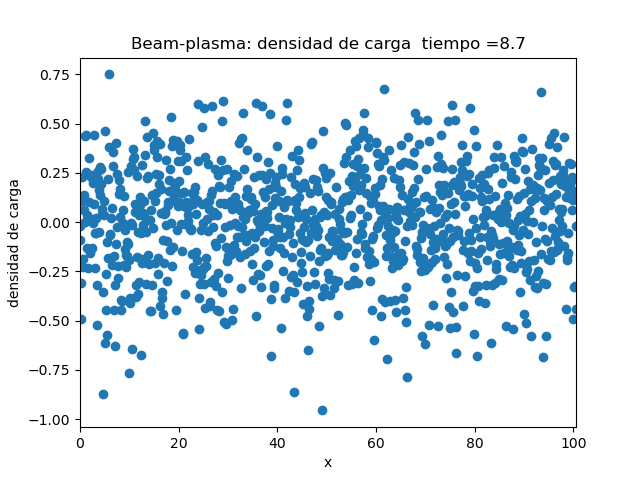 Beam-plasma: densidad de carga  tiempo =8.7
densidad de carga
0.75
0.50
0.25
0.00
−0.25
−0.50
−0.75
−1.00
0 20 40 60 80 100
x